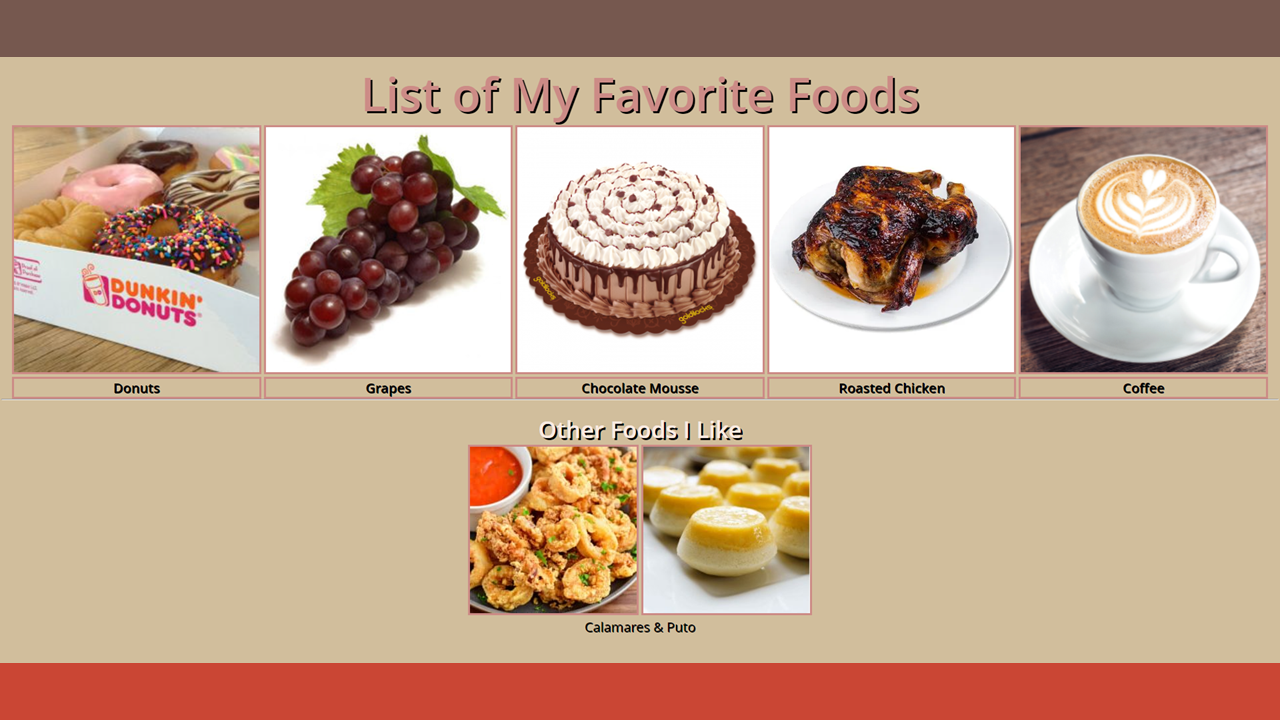 List of My Favorite Foods
DUNKIN'
DONUTS
goldilocks
goldilocks
Donuts
Grapes
Chocolate Mousse
Roasted Chicken
Coffee
Other Foods I Like
Calamares & Puto